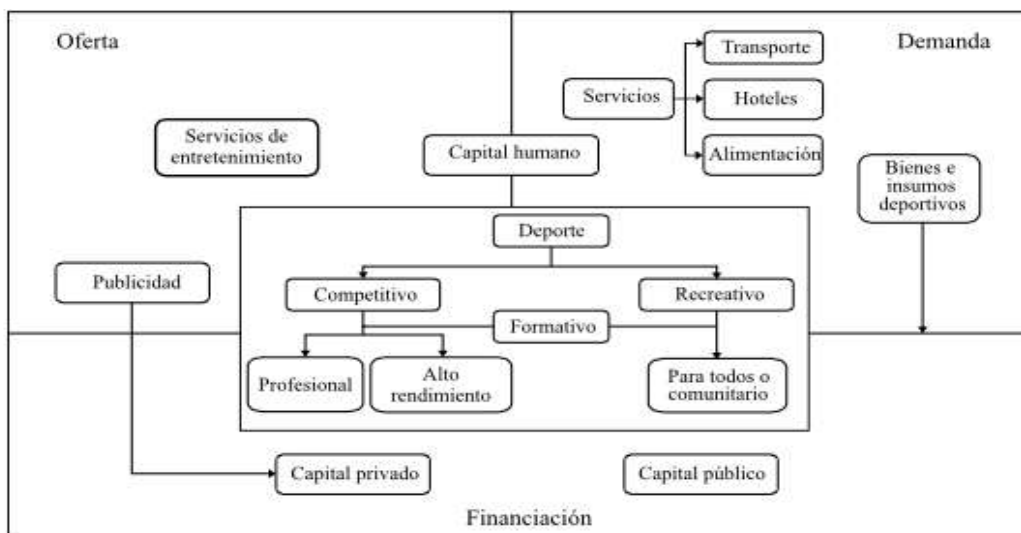 Oferta
Demanda
Transporte
Servicios
Hoteles
Alimentación
Servicios de
entretenimiento
Capital humano
Bienes e
insumos
deportivos
Deporte
Publicidad
Competitivo
Recreativo
Formativo
Profesional
Alto
rendimiento
Para todos o
comunitario
Capital privado
Capital público
Financiación